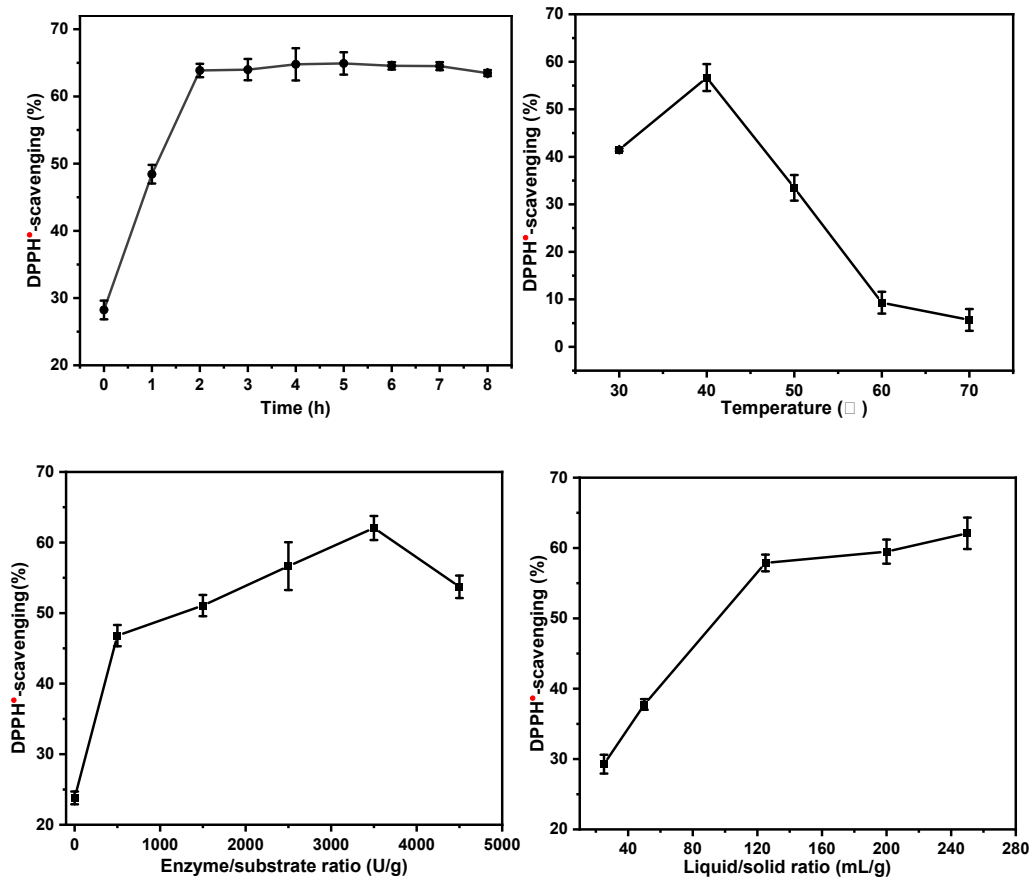 70
60
50
40
30
20
DPPH•-scavenging (%)
0 1 2 3 4 5 6 7 8
Time (h)
70
60
50
40
30
20
10
0
DPPH•-scavenging (%)
30 40 50 60 70
Temperature (□ )
70
60
50
40
30
20
DPPH•-scavenging(%)
0 1000 2000 3000 4000 5000
Enzyme/substrate ratio (U/g)
70
60
50
40
30
20
DPPH•-scavenging (%)
40 80 120 160 200 240 280
Liquid/solid ratio (mL/g)